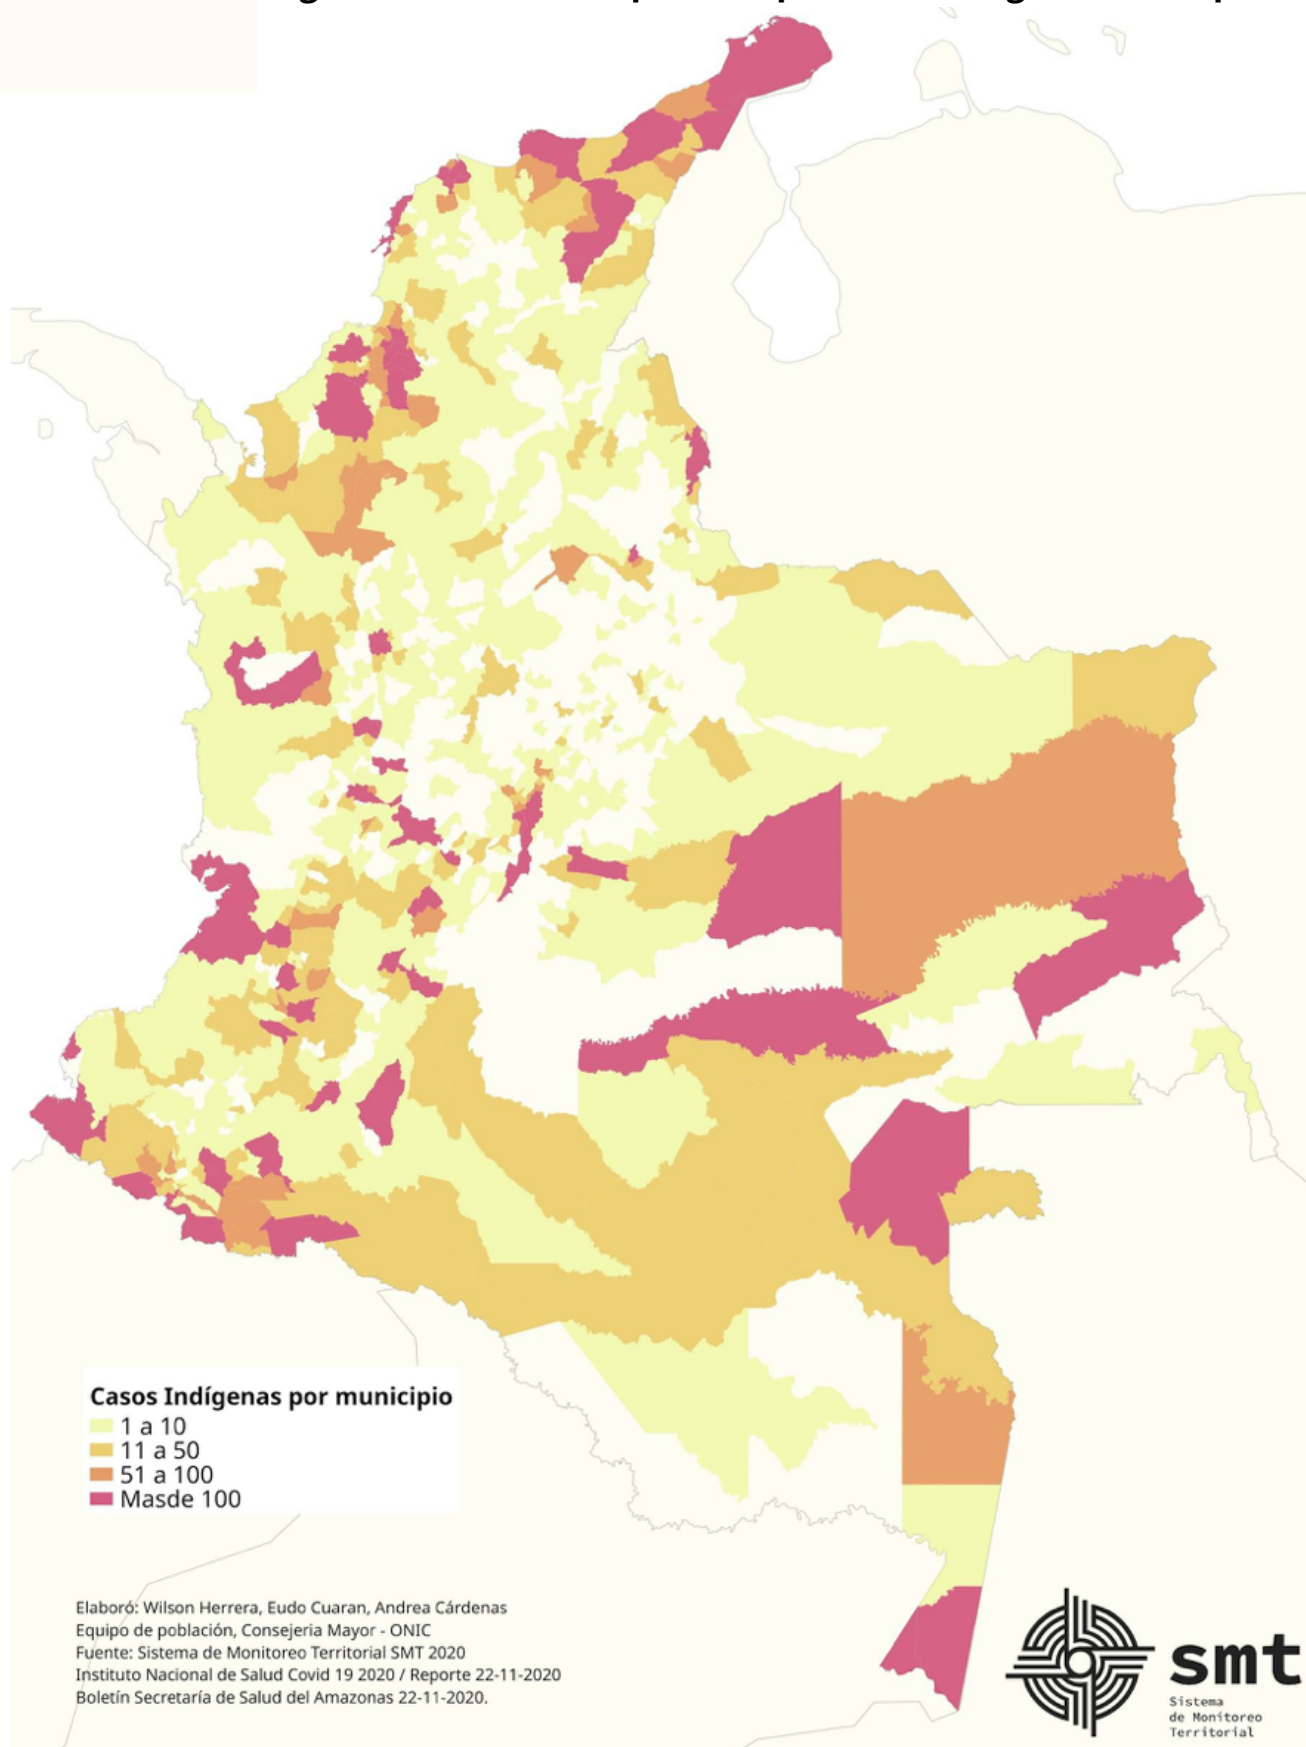 Casos Indígenas por municipio
1 a 10
11 a 50
51 a 100
Masde 100
Elaboró: Wilson Herrera, Eudo Cuaran, Andrea Cárdenas
Equipo de población, Consejeria Mayor - ONIC
Fuente: Sistema de Monitoreo Territorial SMT 2020
Instituto Nacional de Salud Covid 19 2020 / Reporte 22-11-2020
Boletín Secretaría de Salud del Amazonas 22-11-2020.
smt
Sistema
de Monitoreo
Territorial